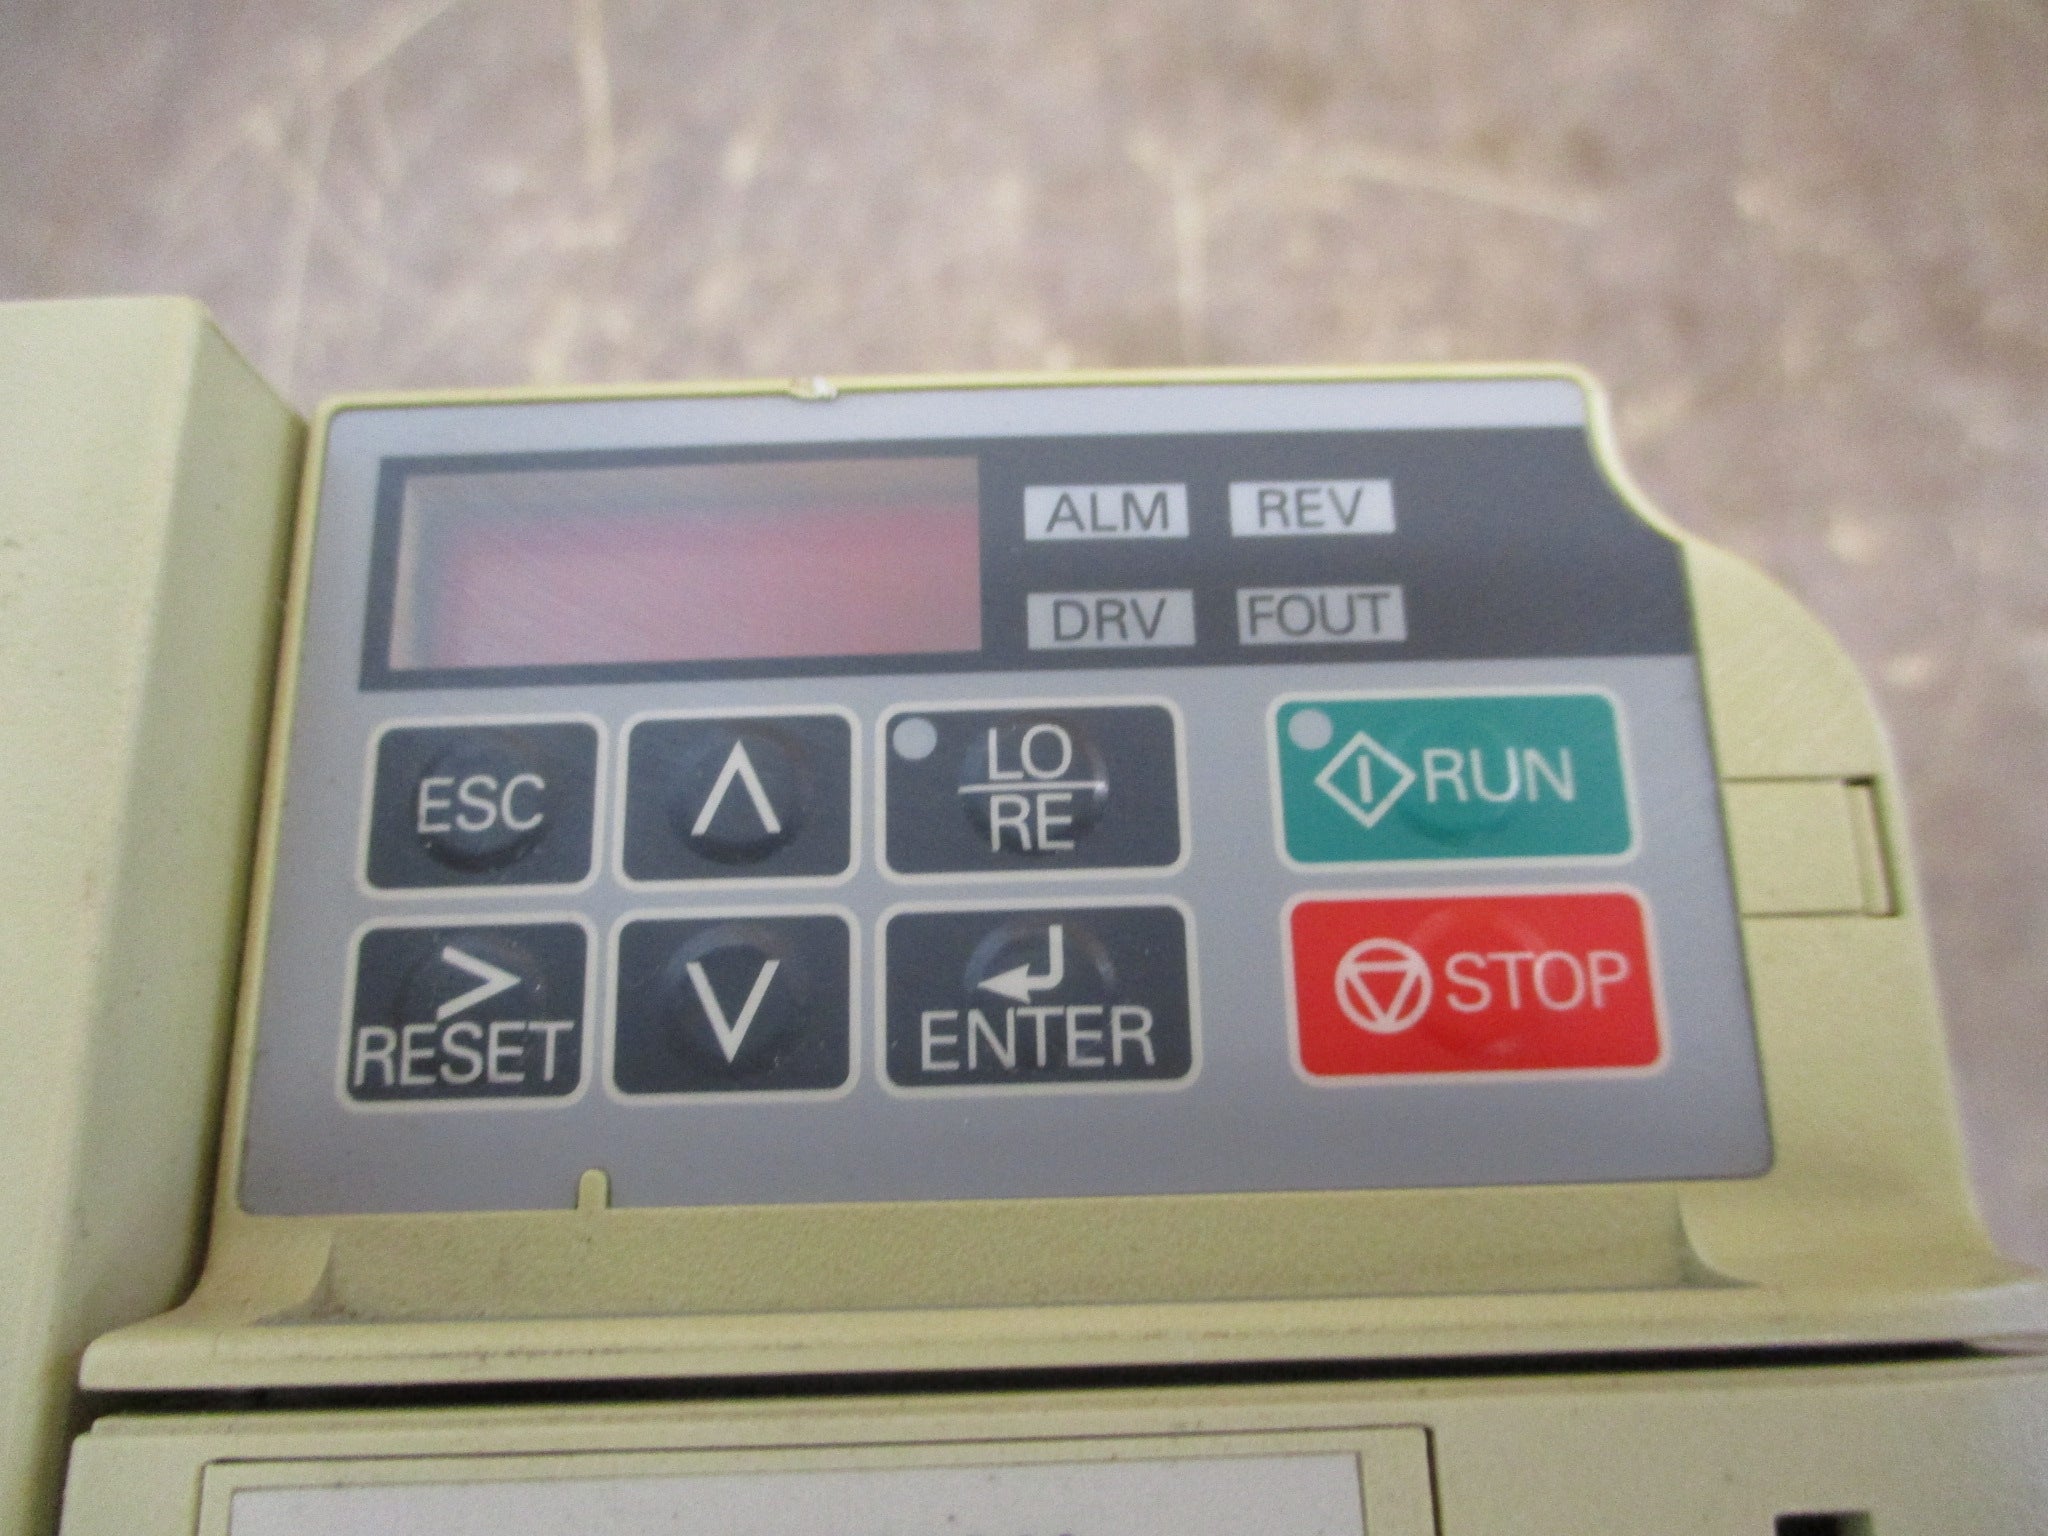 ALM REV
DRV FOUT
ESC LO RUN
RE
RESET ENTER STOP